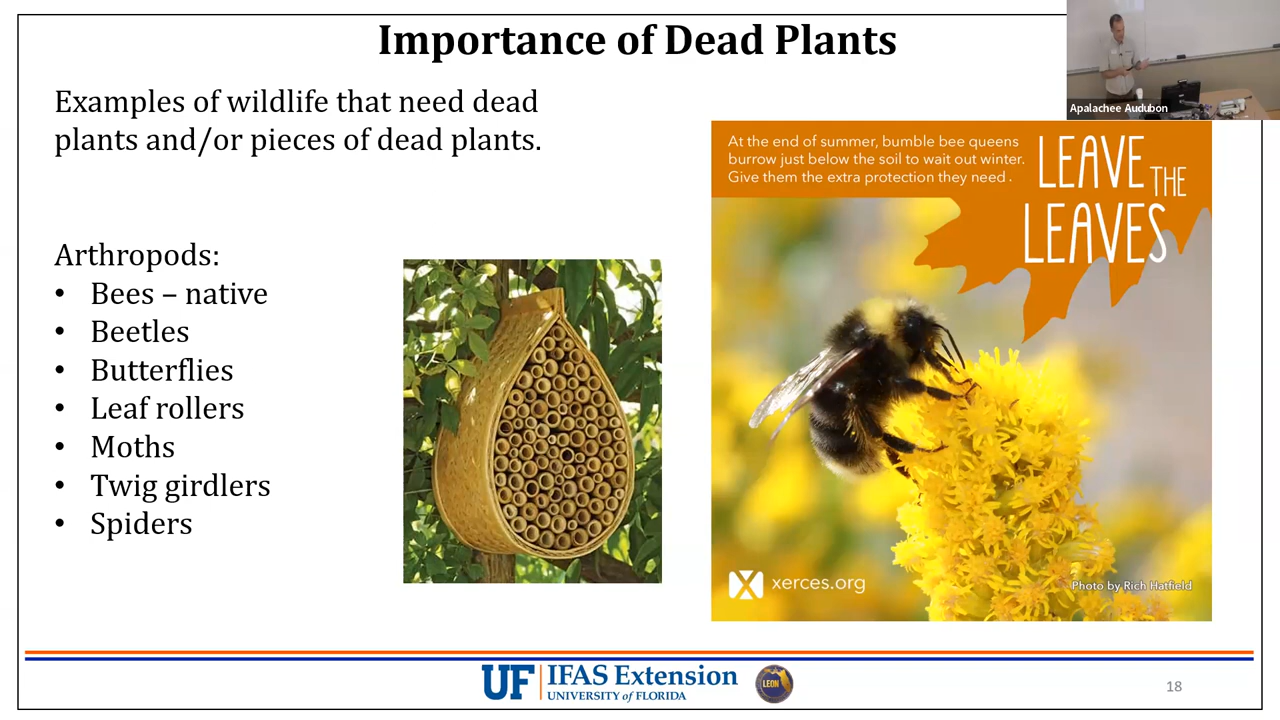 Importance of Dead Plants
Apalachee Audubon
Examples of wildlife that need dead
plants and/or pieces of dead plants.
Arthropods:
• Bees – native
• Beetles
• Butterflies
• Leaf rollers
• Moths
• Twig girdlers
• Spiders
At the end of summer, bumble bee queens
burrow just below the soil to wait out winter.
Give them the extra protection they need.
LEAVE THE
LEAVES
xerces.org
Photo by Rich Hatfield
UF IFAS Extension
UNIVERSITY of FLORIDA
LEON
18